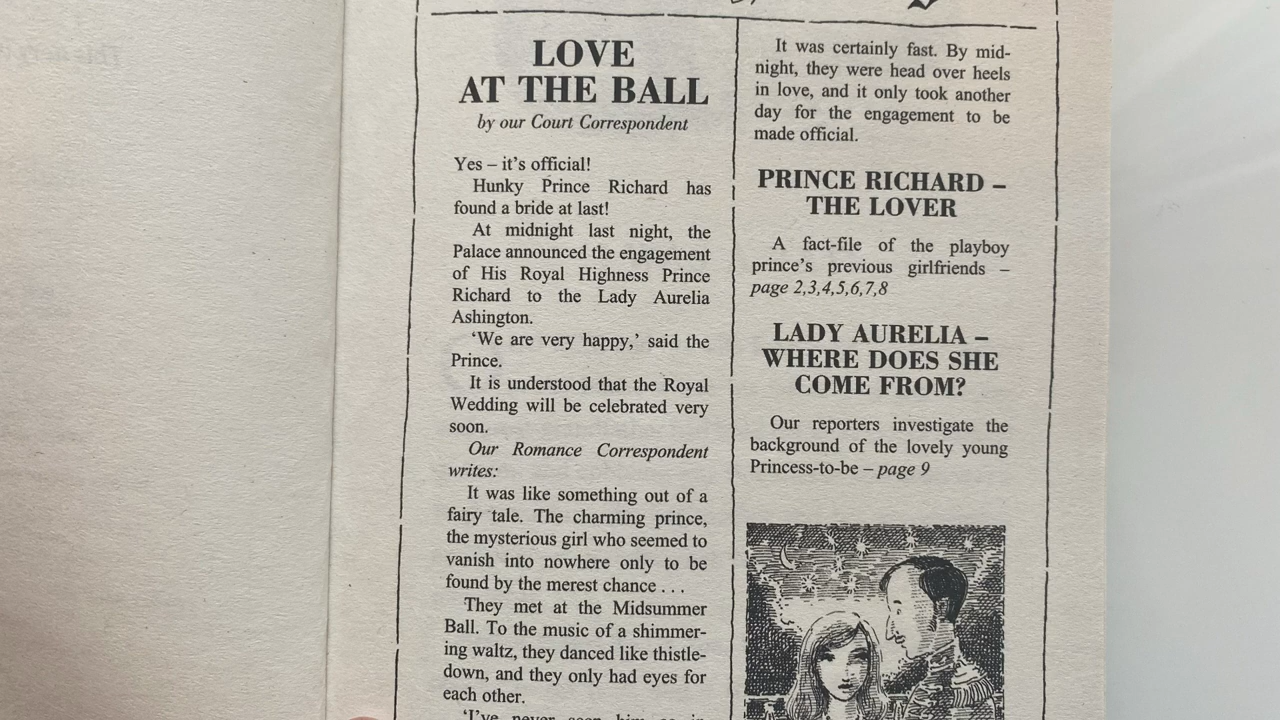 LOVE
AT THE BALL
by our Court Correspondent
Yes – it's official!
Hunky Prince Richard has
found a bride at last!
At midnight last night, the
Palace announced the engagement
of His Royal Highness Prince
Richard to the Lady Aurelia
Ashington.
'We are very happy,' said the
Prince.
It is understood that the Royal
Wedding will be celebrated very
soon.
Our Romance Correspondent
writes:
It was like something out of a
fairy tale. The charming prince,
the mysterious girl who seemed to
vanish into nowhere only to be
found by the merest chance . . .
They met at the Midsummer
Ball. To the music of a shimmer-
ing waltz, they danced like thistle-
down, and they only had eyes for
each other.
'I've never seen him so in
It was certainly fast. By mid-
night, they were head over heels
in love, and it only took another
day for the engagement to be
made official.
PRINCE RICHARD –
THE LOVER
A fact-file of the playboy
prince's previous girlfriends –
page 2,3,4,5,6,7,8
LADY AURELIA –
WHERE DOES SHE
COME FROM?
Our reporters investigate the
background of the lovely young
Princess-to-be – page 9